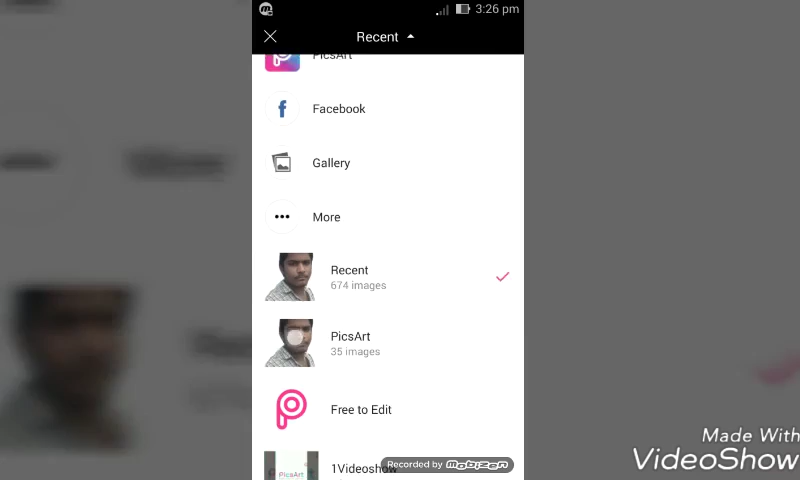 3:26 pm
Recent
PicsArt
Facebook
Gallery
More
Recent
674 images
PicsArt
35 images
Free to Edit
PicsArt
1Videoshow
Recorded by mobizen
Made With
VideoShow